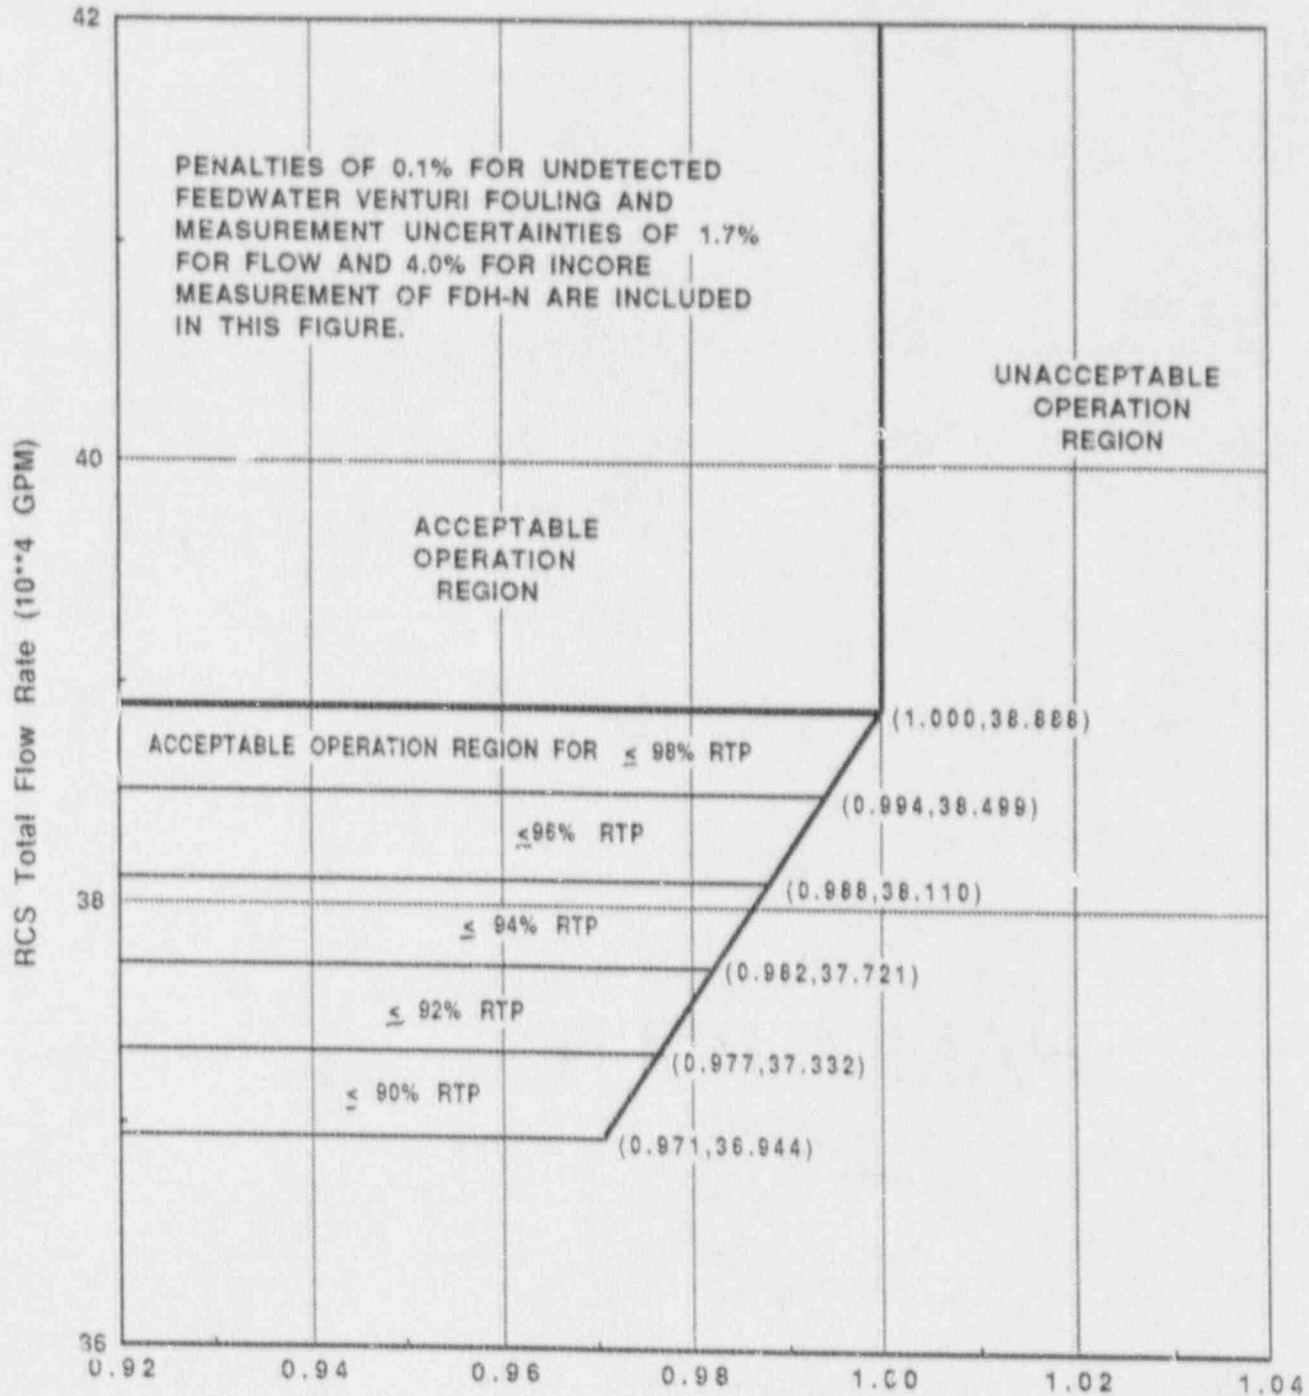 42
PENALTIES OF 0.1% FOR UNDETECTED
FEEDWATER VENTURI FOULING AND
MEASUREMENT UNCERTAINTIES OF 1.7%
FOR FLOW AND 4.0% FOR INCORE
MEASUREMENT OF FDH-N ARE INCLUDED
IN THIS FIGURE.
UNACCEPTABLE
OPERATION
REGION
40
RCS Total Flow Rate (10**4 GPM)
ACCEPTABLE
OPERATION
REGION
(1.000,38.888)
ACCEPTABLE OPERATION REGION FOR ≤ 98% RTP
(0.994,38.499)
≤96% RTP
(0.988,38.110)
38
≤ 94% RTP
(0.982,37.721)
≤ 92% RTP
(0.977,37.332)
≤ 90% RTP
(0.971,36.944)
36
0.92 0.94 0.96 0.98 1.00 1.02 1.04